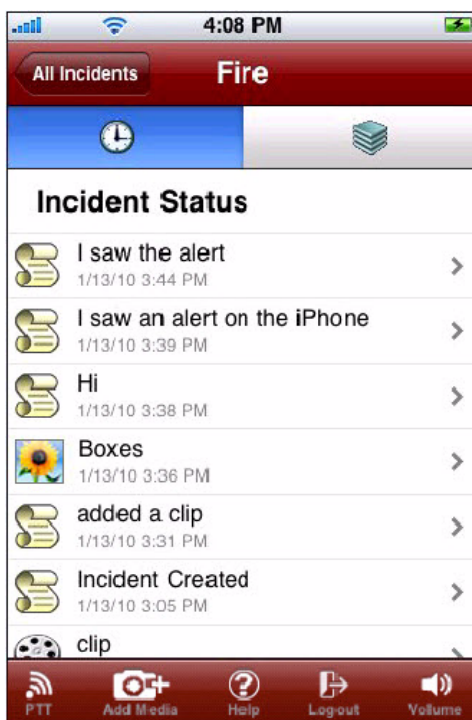 4:08 PM
All Incidents
Fire
Incident Status
I saw the alert
1/13/10 3:44 PM
I saw an alert on the iPhone
1/13/10 3:39 PM
Hi
1/13/10 3:38 PM
Boxes
1/13/10 3:36 PM
added a clip
1/13/10 3:31 PM
Incident Created
1/13/10 3:05 PM
clip
PTT
Add Media
Help
Logout
Volume